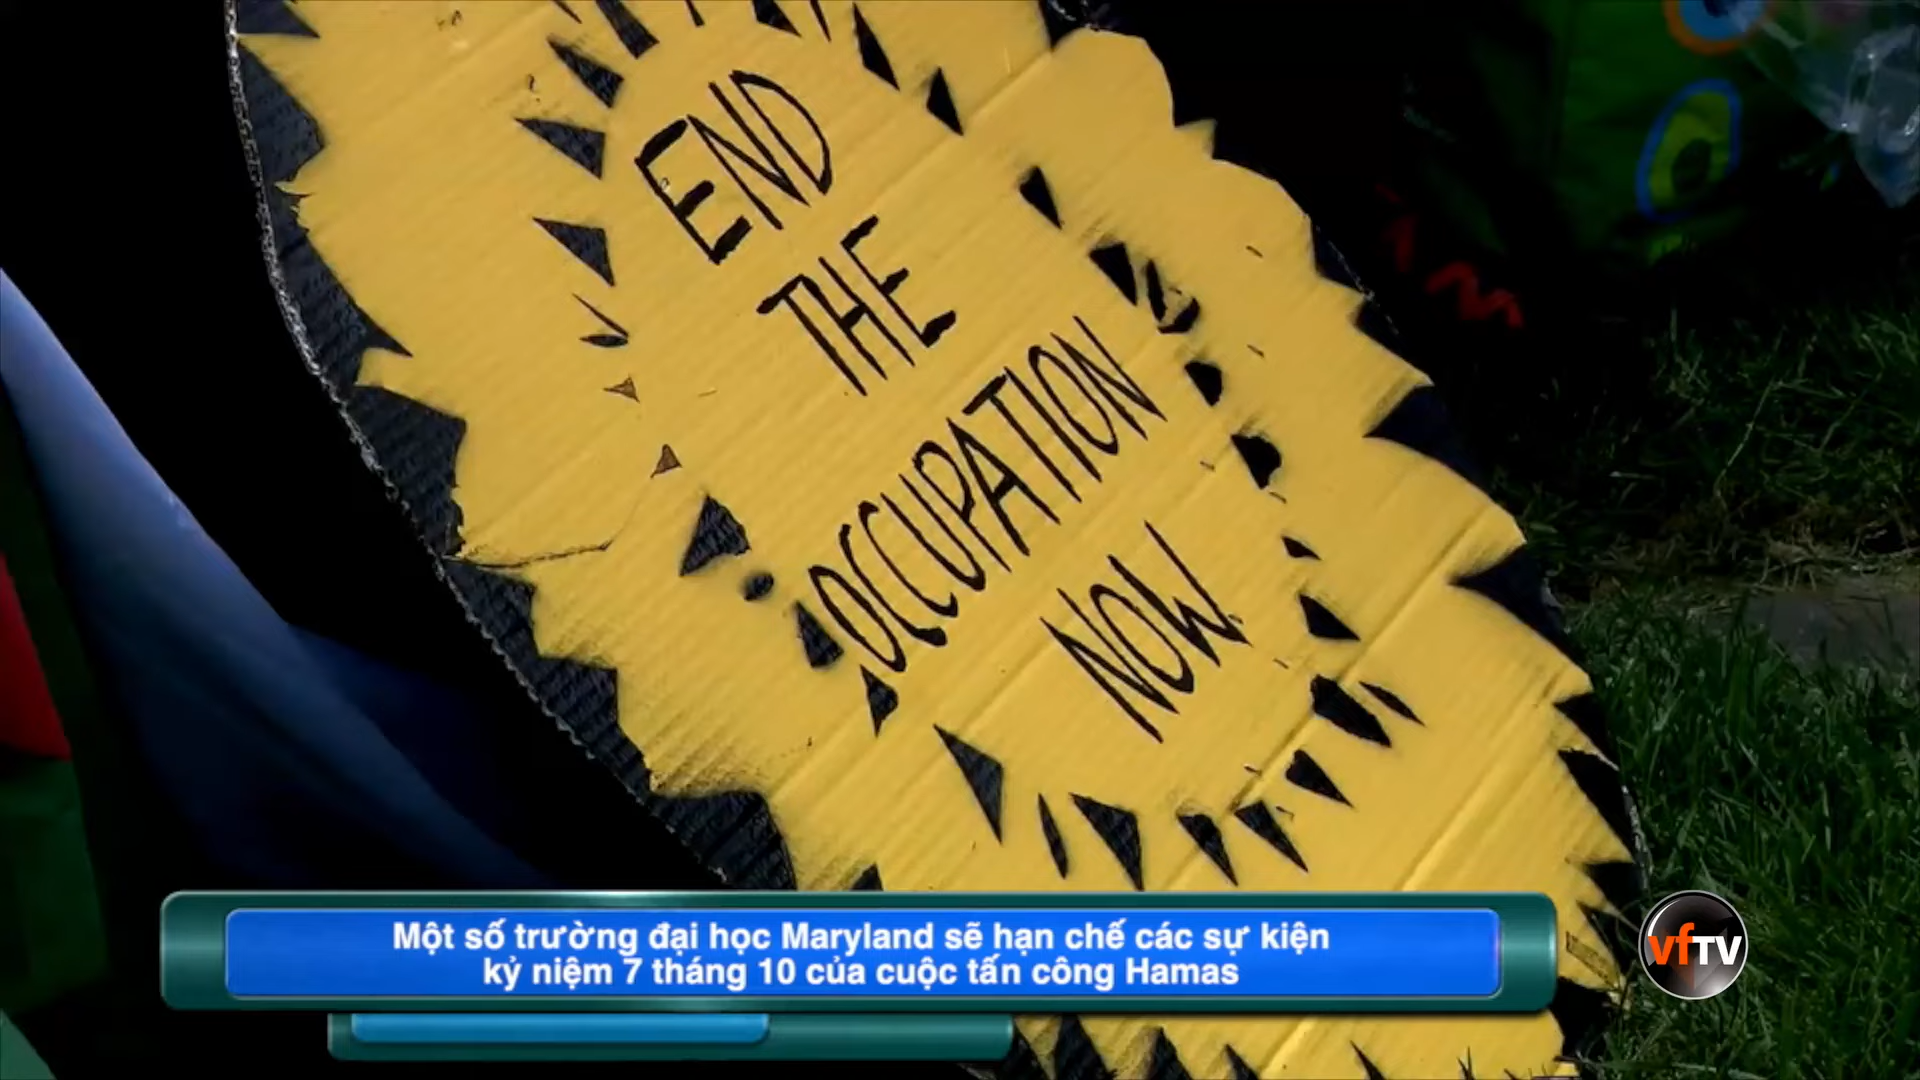 END
THE
OCCUPATION
NOW
Một số trường đại học Maryland sẽ hạn chế các sự kiện
kỷ niệm 7 tháng 10 của cuộc tấn công Hamas
vfTV